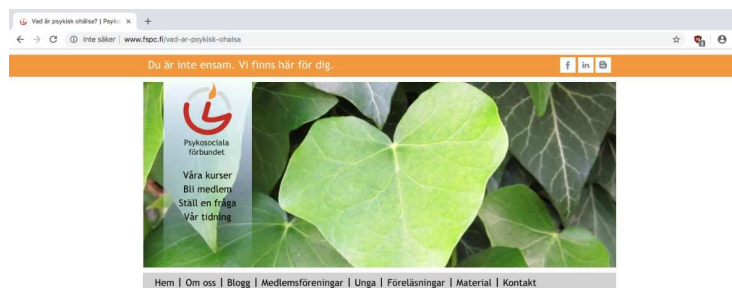 Vad är psykisk ohälsa? | Psyko
Inte säker | www.fspc.fi/vad-ar-psykisk-ohalsa
Du är inte ensam. Vi finns här för dig.
f in B
Psykosociala
förbundet
Våra kurser
Bli medlem
Ställ en fråga
Vår tidning
Hem | Om oss | Blogg | Medlemsföreningar | Unga | Föreläsningar | Material | Kontakt